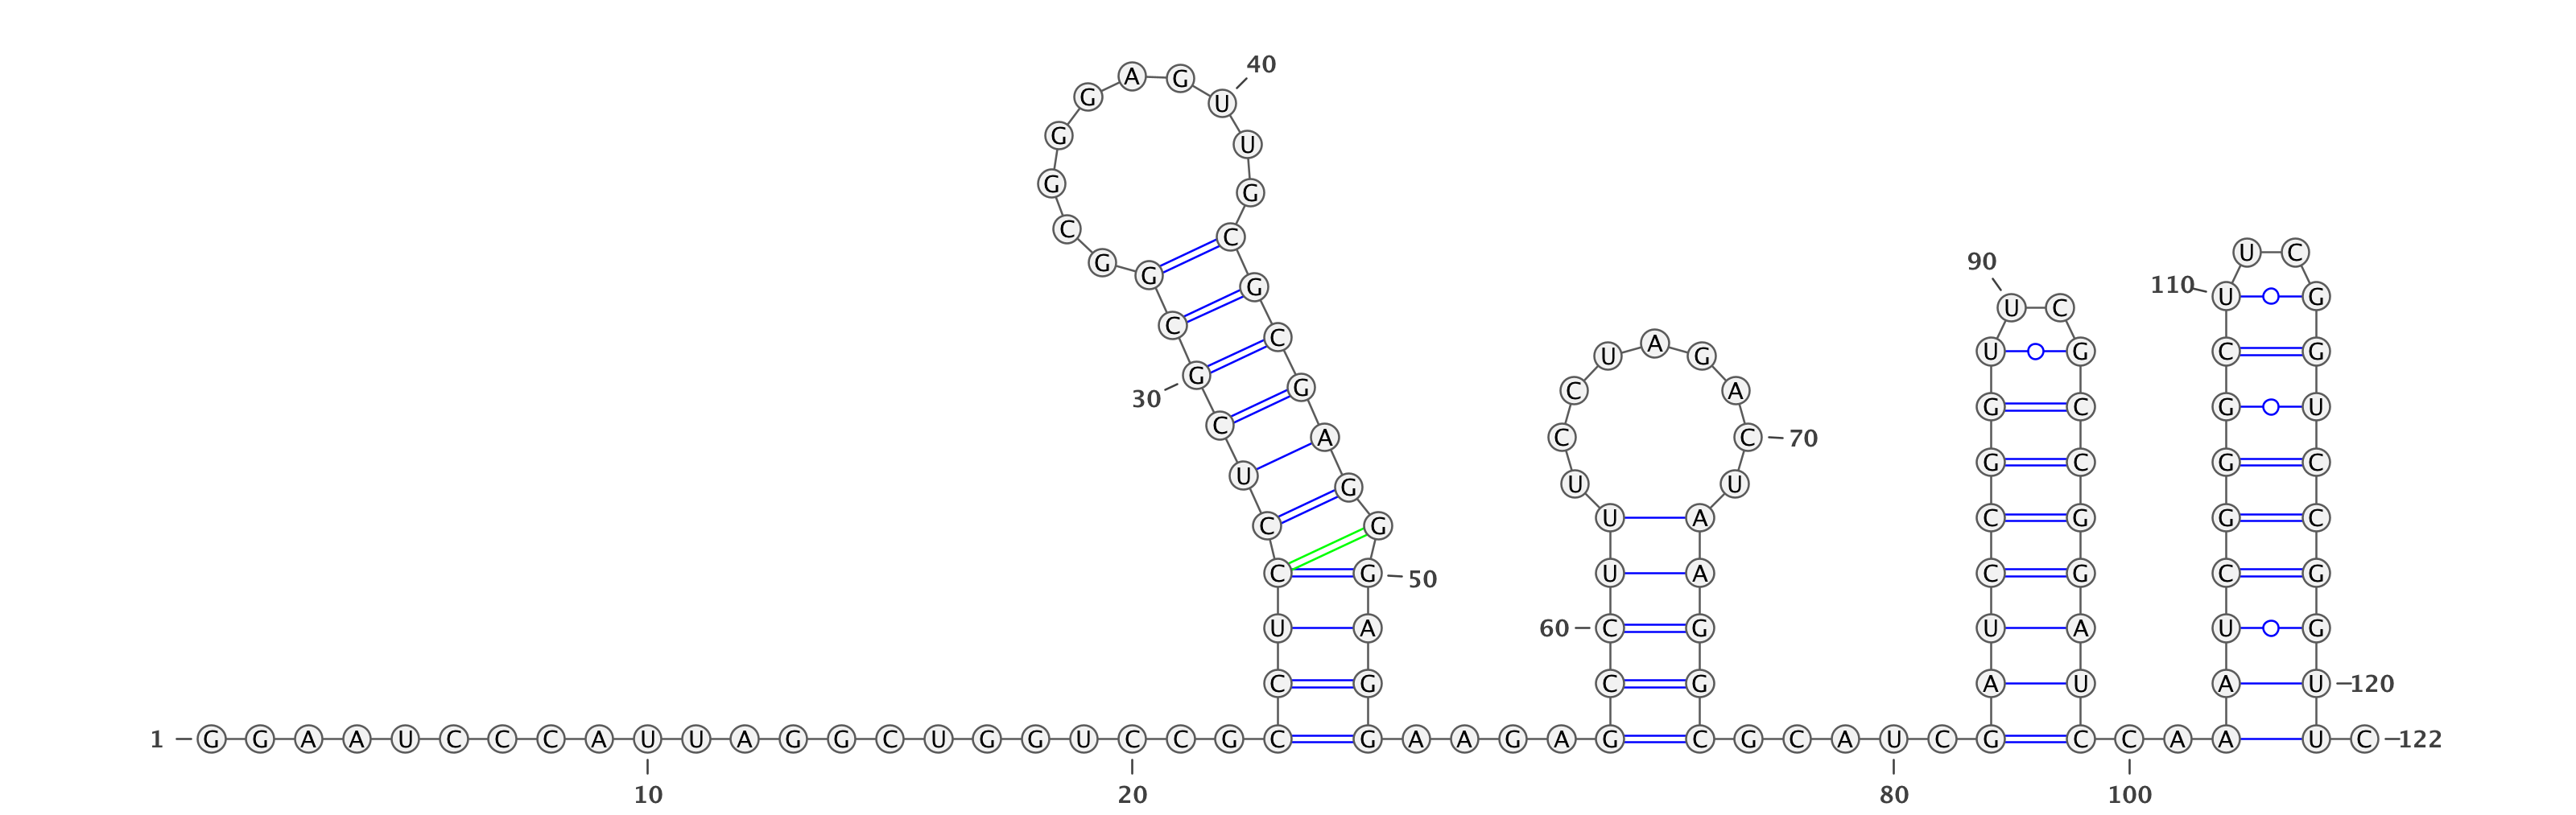 1 G G A A U C C C A U U A G G C U G G U C C G
10
20
C C U C C U C G C G
30
G C G G G A G U U G
40
C G C G A G G G A G G
50
A A G A
G C C U U
60
U C C U A G A C U
70
A A G G C
G C A U C
80
G A U C C G G U
U C
90
G C C G G A U C
C A
100
A A U C G G G C U
110
U C
G G U C C G G U U
120
C 122